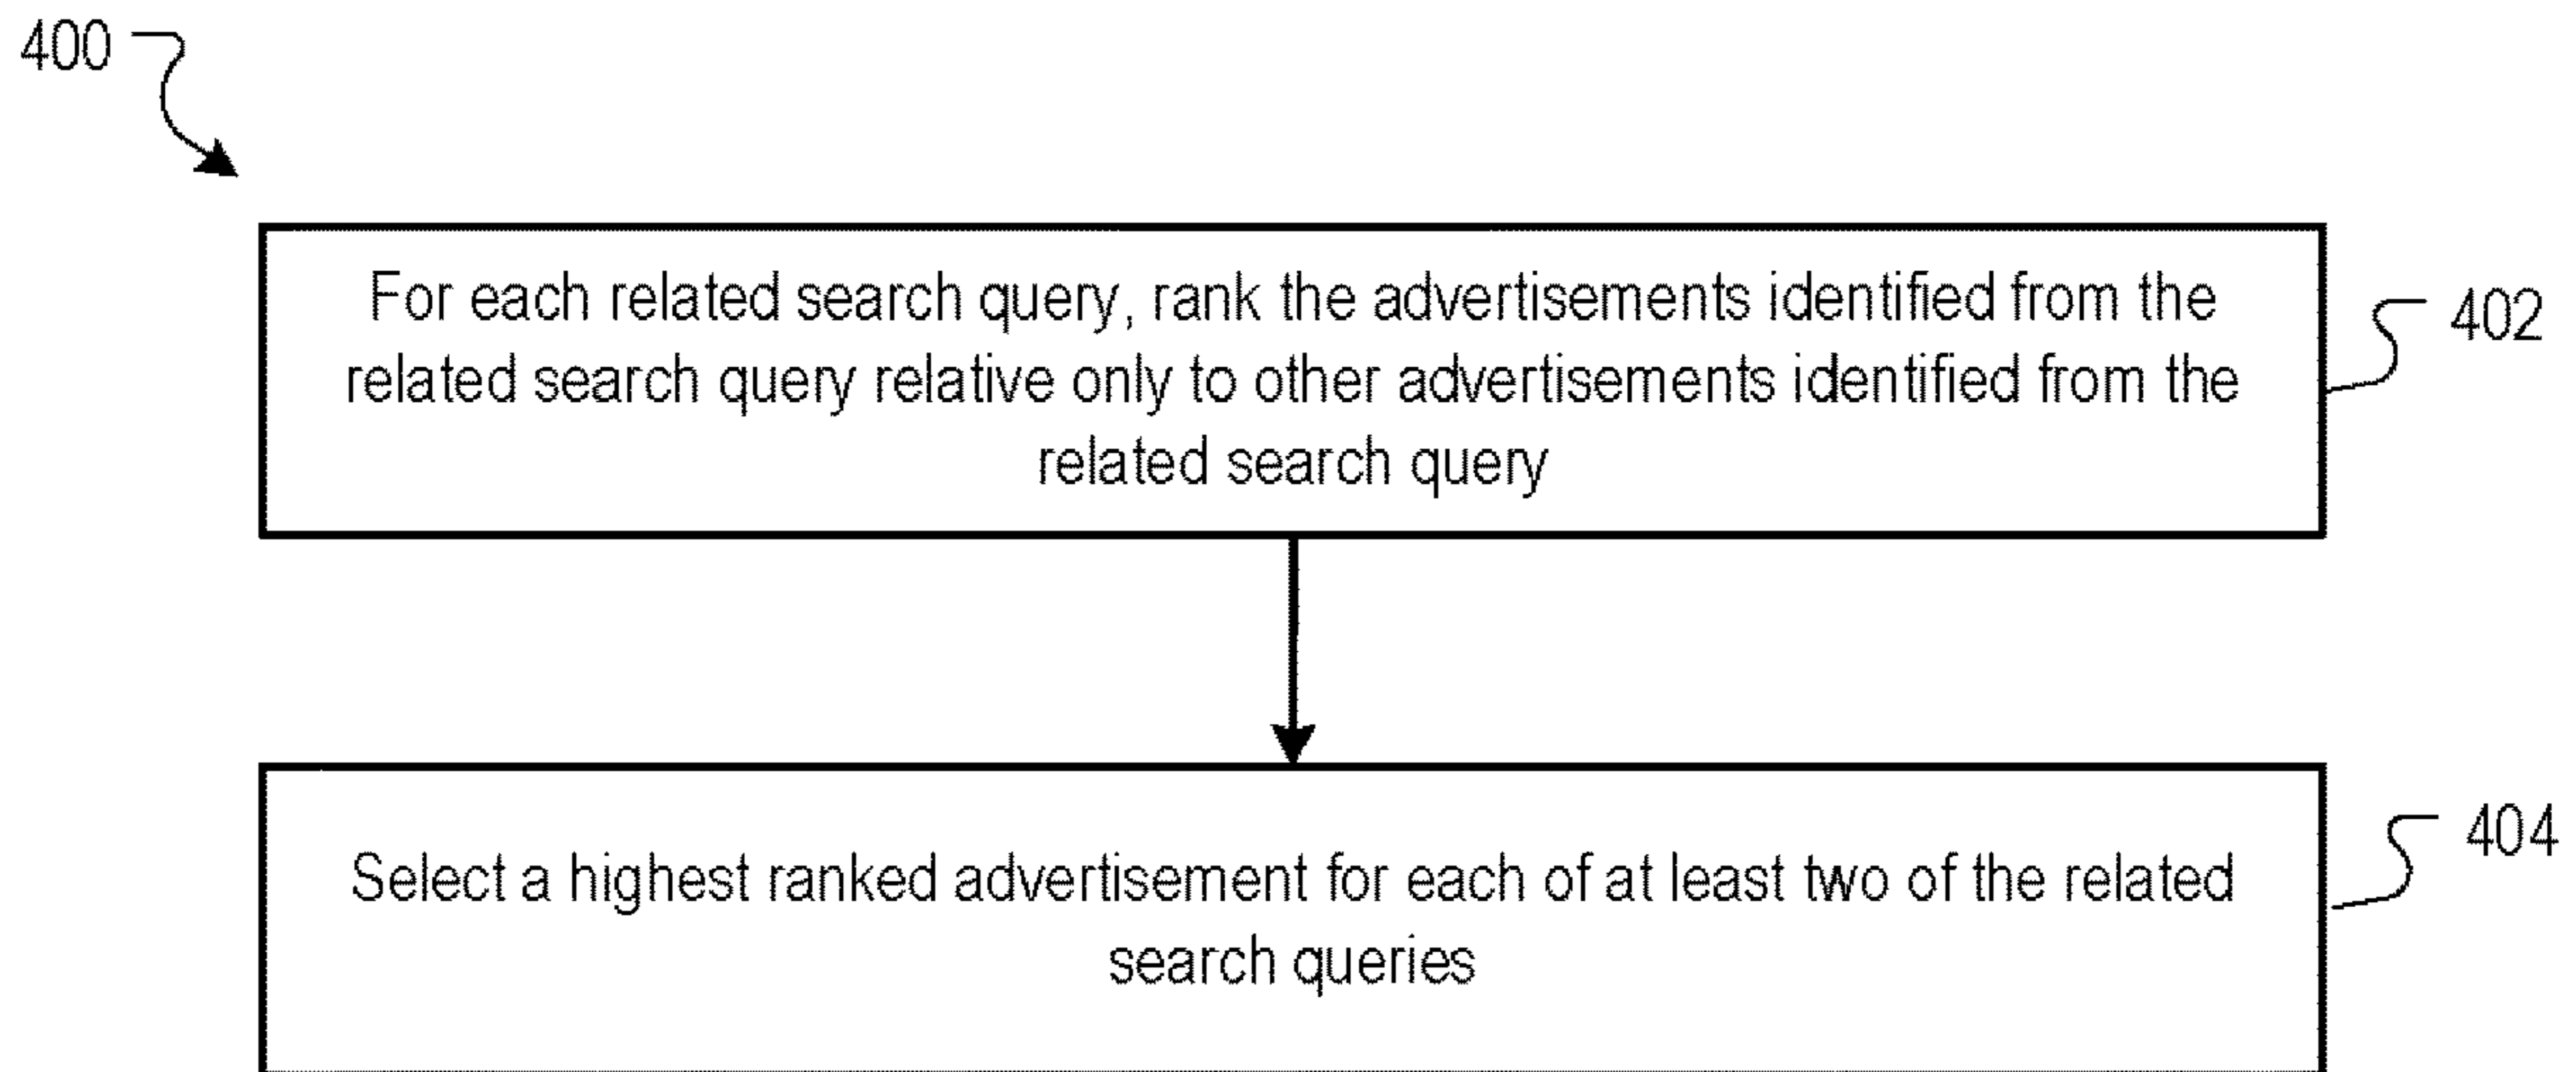 400
For each related search query, rank the advertisements identified from the
related search query relative only to other advertisements identified from the
related search query
402
Select a highest ranked advertisement for each of at least two of the related
search queries
404